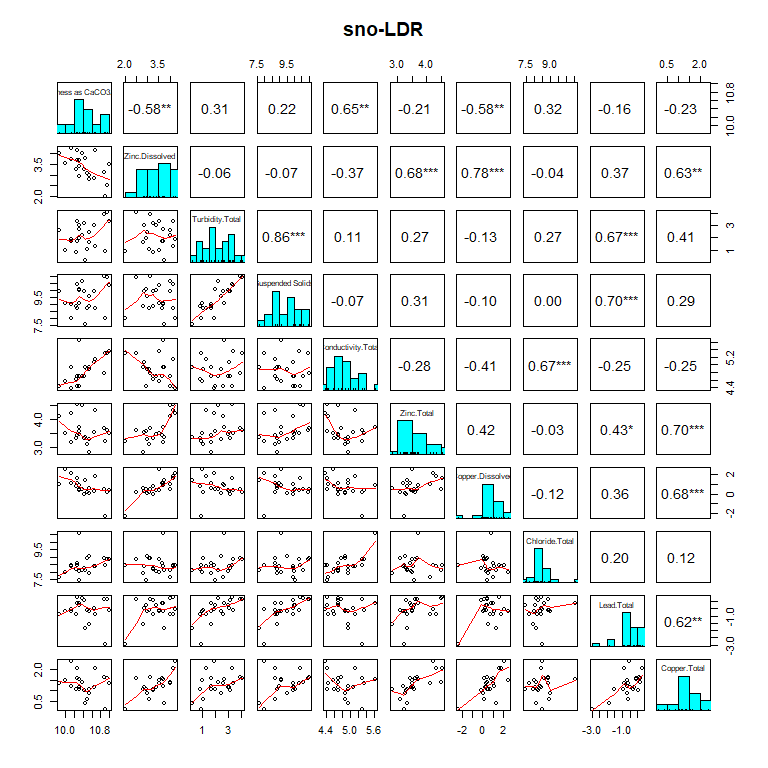 sno-LDR
2.0 3.5 7.5 9.5 3.0 4.0 7.5 9.0 0.5 2.0
ness as CaCO3. -0.58** 0.31 0.22 0.65** -0.21 -0.58** 0.32 -0.16 -0.23 10.0 10.8
2.0 3.5 Zinc.Dissolved -0.06 -0.07 -0.37 0.68*** 0.78*** -0.04 0.37 0.63**
Turbidity.Total 0.86*** 0.11 0.27 -0.13 0.27 0.67*** 0.41 1 3
7.5 9.5 Suspended Solids -0.07 0.31 -0.10 0.00 0.70*** 0.29
Conductivity.Total -0.28 -0.41 0.67*** -0.25 -0.25 4.4 5.2
3.0 4.0 Zinc.Total 0.42 -0.03 0.43* 0.70***
opper.Dissolved -0.12 0.36 0.68*** -2 0 2
7.5 9.5 Chloride.Total 0.20 0.12
Lead.Total 0.62** -3.0 -1.0
0.5 2.0 Copper.Total
10.0 10.8 1 3 4.4 5.0 5.6 -2 0 2 -3.0 -1.0